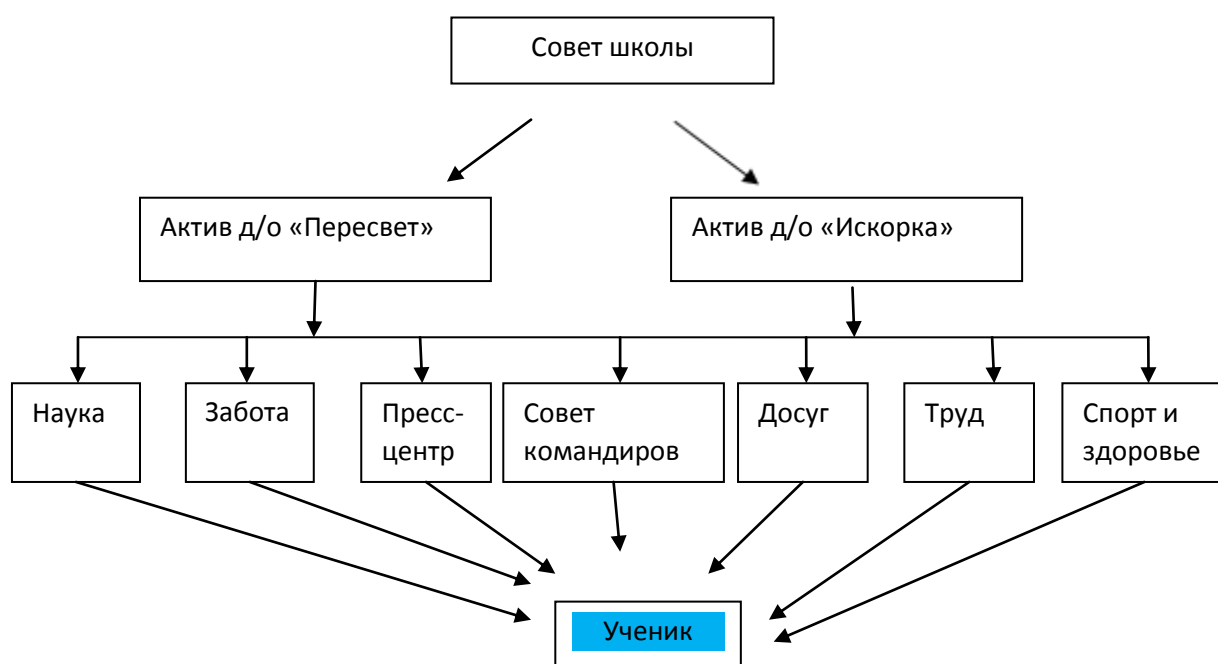 Совет школы
Актив д/о «Пересвет»
Актив д/о «Искорка»
Наука
Забота
Пресс-
центр
Совет
командиров
Досуг
Труд
Спорт и
здоровье
Ученик